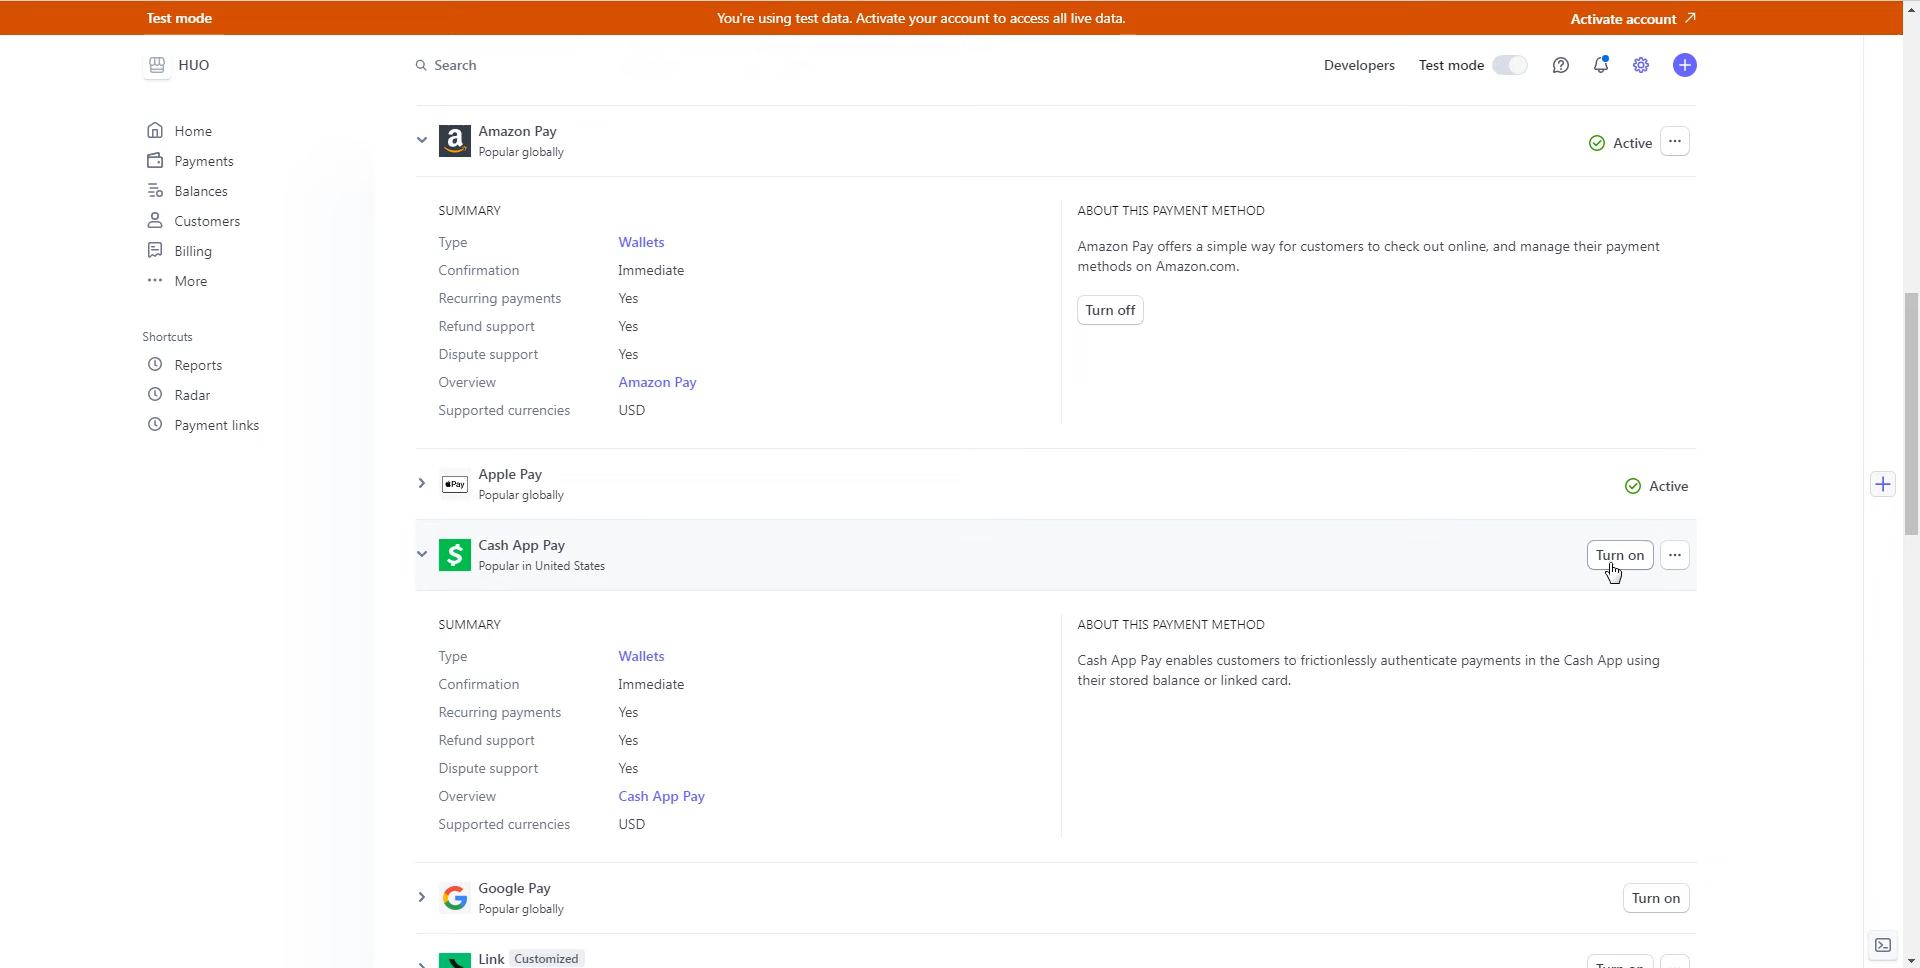 Test mode
You're using test data. Activate your account to access all live data.
Activate account
HUO
Search
Developers
Test mode
Home
Payments
Balances
Customers
Billing
More
Shortcuts
Reports
Radar
Payment links
Amazon Pay
Popular globally
Active
SUMMARY
Type Wallets
Confirmation Immediate
Recurring payments Yes
Refund support Yes
Dispute support Yes
Overview Amazon Pay
Supported currencies USD
ABOUT THIS PAYMENT METHOD
Amazon Pay offers a simple way for customers to check out online, and manage their payment
methods on Amazon.com.
Turn off
Pay
Apple Pay
Popular globally
Active
Cash App Pay
Popular in United States
Turn on
SUMMARY
Type Wallets
Confirmation Immediate
Recurring payments Yes
Refund support Yes
Dispute support Yes
Overview Cash App Pay
Supported currencies USD
ABOUT THIS PAYMENT METHOD
Cash App Pay enables customers to frictionlessly authenticate payments in the Cash App using
their stored balance or linked card.
Google Pay
Popular globally
Turn on
Link Customized